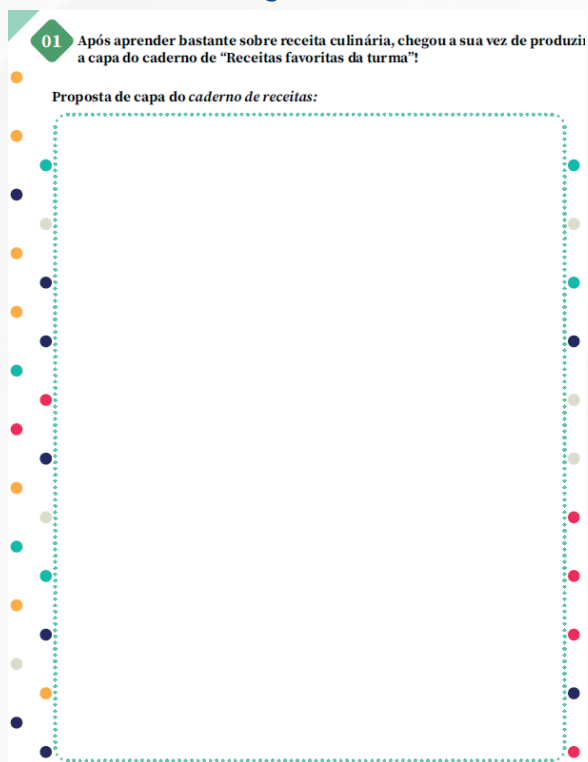 01 Após aprender bastante sobre receita culinária, chegou a sua vez de produzi
a capa do caderno de “Receitas favoritas da turma”!
Proposta de capa do caderno de receitas: